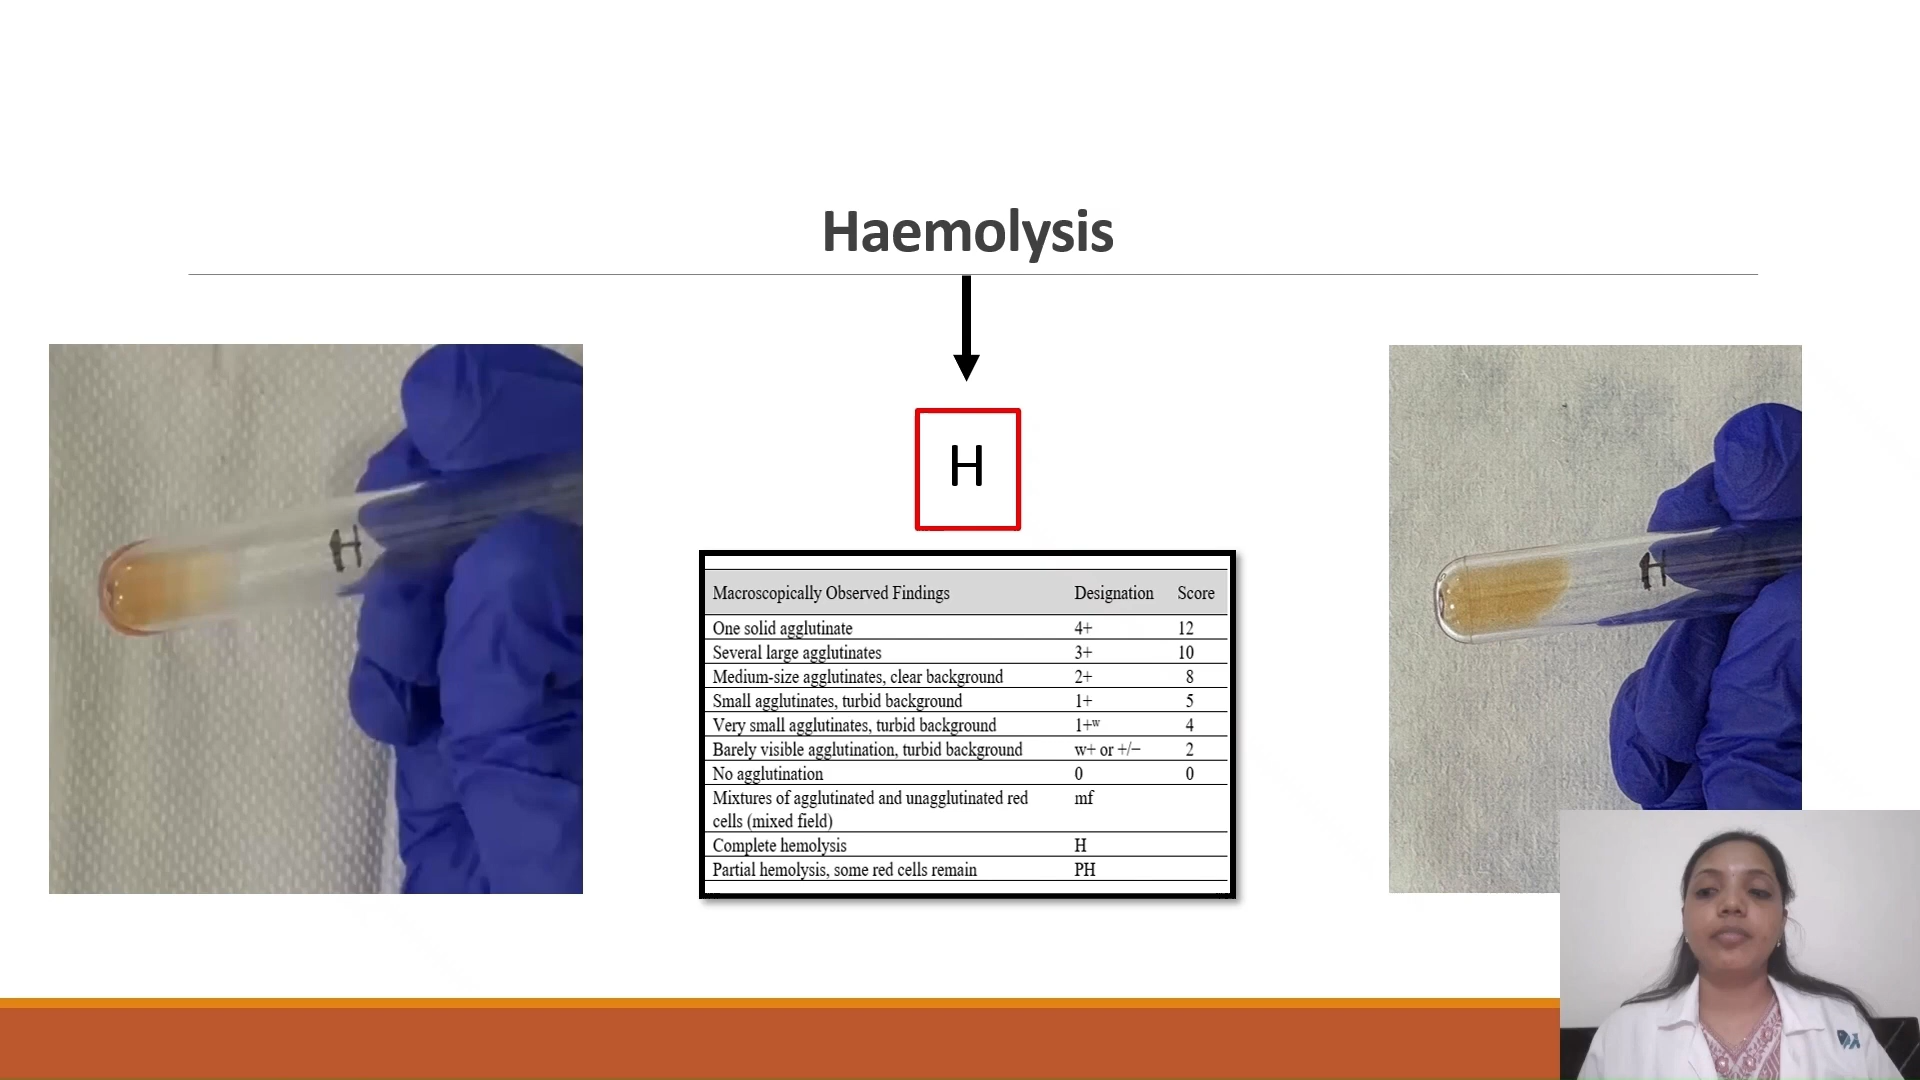 Haemolysis
H
H
H
Macroscopically Observed Findings Designation Score
One solid agglutinate 4+ 12
Several large agglutinates 3+ 10
Medium-size agglutinates, clear background 2+ 8
Small agglutinates, turbid background 1+ 5
Very small agglutinates, turbid background 1+ʷ 4
Barely visible agglutination, turbid background w+ or +/− 2
No agglutination 0 0
Mixtures of agglutinated and unagglutinated red mf
cells (mixed field)
Complete hemolysis H
Partial hemolysis, some red cells remain PH